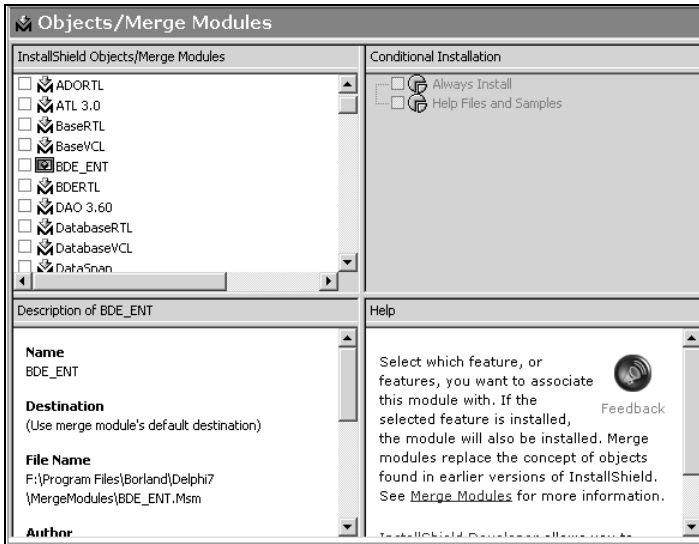 Objects/Merge Modules
InstallShield Objects/Merge Modules
ADORTL
ATL 3.0
BaseRTL
BaseVCL
BDE_ENT
BDERTL
DAO 3.60
DatabaseRTL
DatabaseVCL
DataSnap
Conditional Installation
Always Install
Help Files and Samples
Description of BDE_ENT
Name
BDE_ENT
Destination
(Use merge module's default destination)
File Name
F:\Program Files\Borland\Delphi7
\MergeModules\BDE_ENT.Msm
Author
Help
Select which feature, or
features, you want to associate
this module with. If the
selected feature is installed,
the module will also be installed. Merge
modules replace the concept of objects
found in earlier versions of InstallShield.
See Merge Modules for more information.
Feedback
InstallShield Developer allows you to